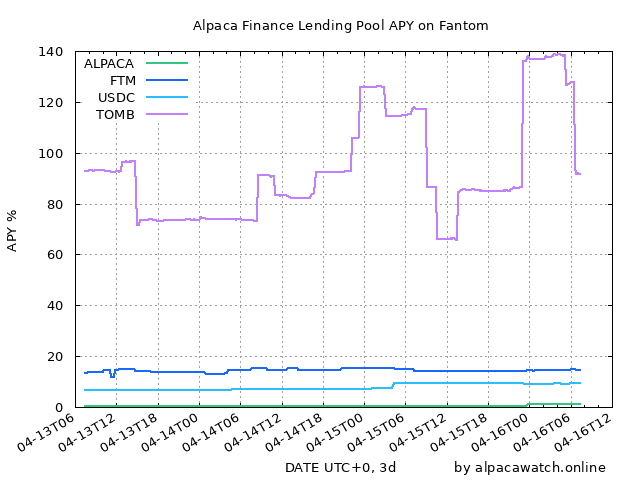 Alpaca Finance Lending Pool APY on Fantom
APY %
140
120
100
80
60
40
20
0
ALPACA
FTM
USDC
TOMB
04-13T06
04-13T12
04-13T18
04-14T00
04-14T06
04-14T12
04-14T18
04-15T00
04-15T06
04-15T12
04-15T18
04-16T00
04-16T06
04-16T12
DATE UTC+0, 3d
by alpacawatch.online